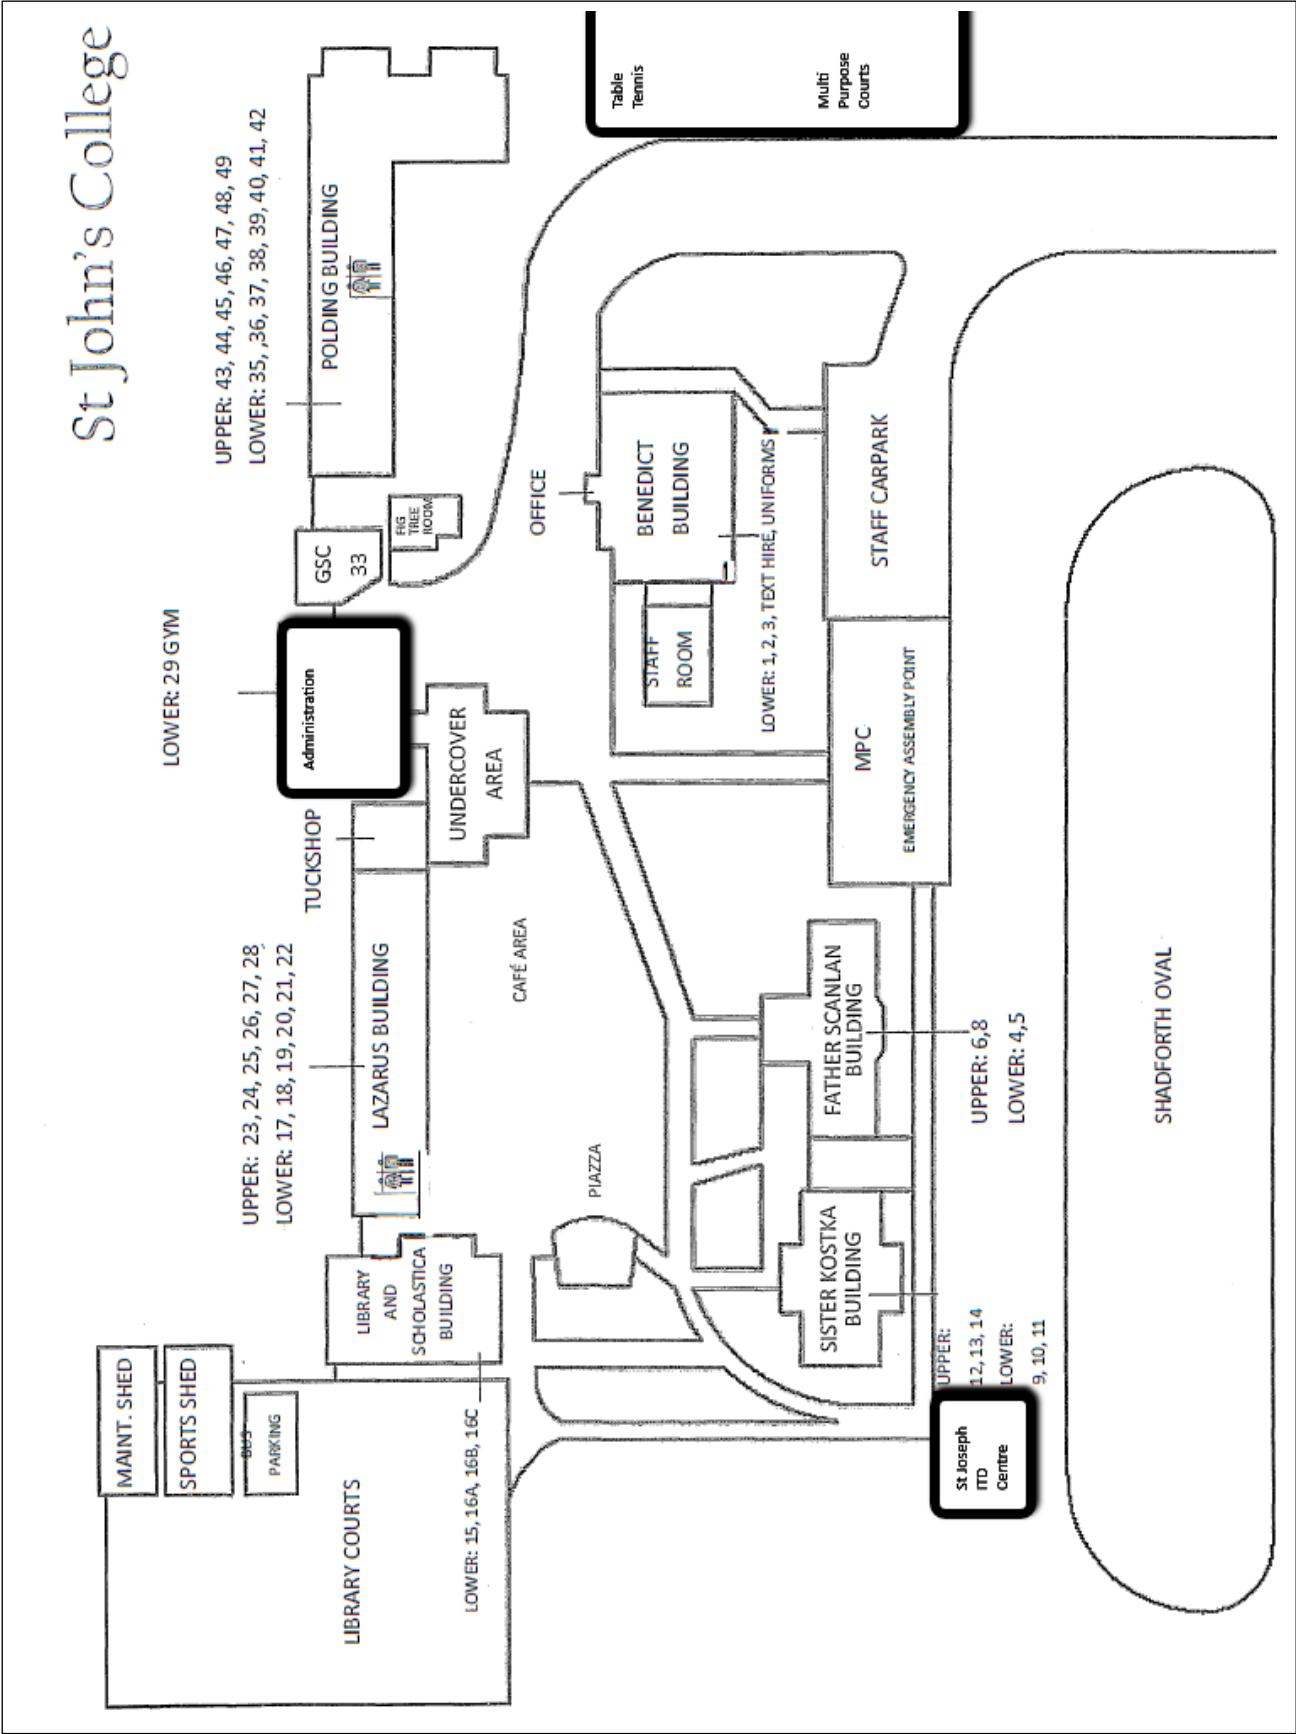 St John's College
MAINT. SHED
SPORTS SHED
BUS
PARKING
LIBRARY COURTS
LOWER: 15, 16A, 16B, 16C
LIBRARY
AND
SCHOLASTICA
BUILDING
UPPER: 23, 24, 25, 26, 27, 28
LOWER: 17, 18, 19, 20, 21, 22
LAZARUS BUILDING
TUCKSHOP
LOWER: 29 GYM
Administration
UNDERCOVER
AREA
GSC
33
FIG
TREE
ROOM
UPPER: 43, 44, 45, 46, 47, 48, 49
LOWER: 35, ,36, 37, 38, 39, 40, 41, 42
POLDING BUILDING
CAFÉ AREA
PIAZZA
OFFICE
BENEDICT
BUILDING
STAFF
ROOM
LOWER: 1, 2, 3, TEXT HIRE, UNIFORMS
Table
Tennis
Multi
Purpose
Courts
STAFF CARPARK
MPC
EMERGENCY ASSEMBLY POINT
FATHER SCANLAN
BUILDING
UPPER: 6,8
LOWER: 4,5
SISTER KOSTKA
BUILDING
UPPER:
12, 13, 14
LOWER:
9, 10, 11
St Joseph
ITD
Centre
SHADFORTH OVAL